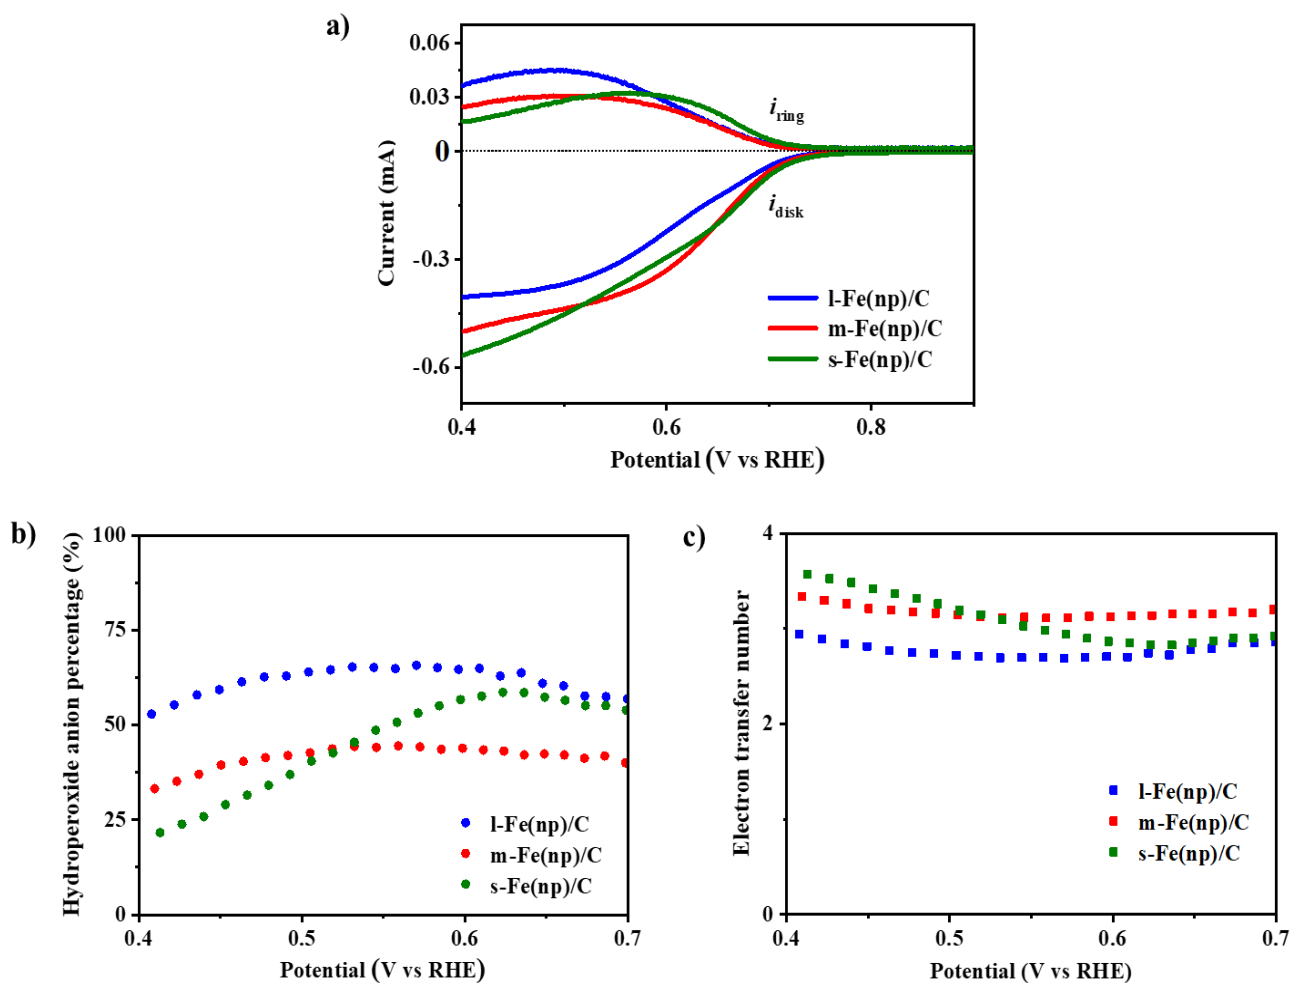 a)
0.06
0.03
0
-0.3
-0.6
Current (mA)
i ring
i disk
l-Fe(np)/C
m-Fe(np)/C
s-Fe(np)/C
0.4
0.6
0.8
Potential (V vs RHE)
b)
100
75
50
25
0
Hydroperoxide anion percentage (%)
l-Fe(np)/C
m-Fe(np)/C
s-Fe(np)/C
0.4
0.5
0.6
0.7
Potential (V vs RHE)
c)
4
2
0
Electron transfer number
l-Fe(np)/C
m-Fe(np)/C
s-Fe(np)/C
0.4
0.5
0.6
0.7
Potential (V vs RHE)